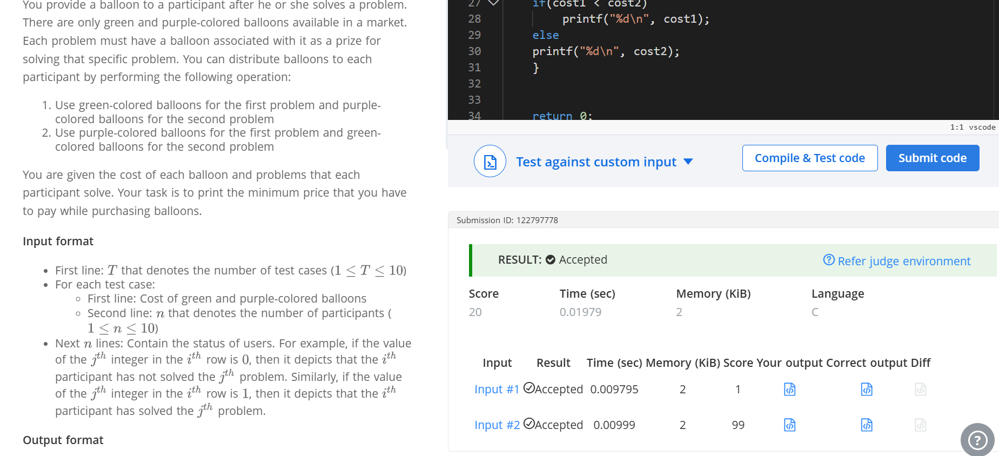 You provide a balloon to a participant after he or she solves a problem.
There are only green and purple-colored balloons available in a market.
Each problem must have a balloon associated with it as a prize for
solving that specific problem. You can distribute balloons to each
participant by performing the following operation:
1. Use green-colored balloons for the first problem and purple-
colored balloons for the second problem
2. Use purple-colored balloons for the first problem and green-
colored balloons for the second problem
You are given the cost of each balloon and problems that each
participant solve. Your task is to print the minimum price that you have
to pay while purchasing balloons.
Input format
• First line: T that denotes the number of test cases (1 ≤ T ≤ 10)
• For each test case:
◦ First line: Cost of green and purple-colored balloons
◦ Second line: n that denotes the number of participants (
1 ≤ n ≤ 10)
• Next n lines: Contain the status of users. For example, if the value
of the j^th integer in the i^th row is 0, then it depicts that the i^th
participant has not solved the j^th problem. Similarly, if the value
of the j^th integer in the i^th row is 1, then it depicts that the i^th
participant has solved the j^th problem.
Output format
27 if(cost1 < cost2)
28 printf("%d\n", cost1);
29 else
30 printf("%d\n", cost2);
31 }
32
33
34 return 0;
1:1 vscode
Test against custom input
Compile & Test code
Submit code
Submission ID: 122797778
RESULT: Accepted
Refer judge environment
Score Time (sec) Memory (KiB) Language
20 0.01979 2 C
Input Result Time (sec) Memory (KiB) Score Your output Correct output Diff
Input #1 Accepted 0.009795 2 1
Input #2 Accepted 0.00999 2 99
?